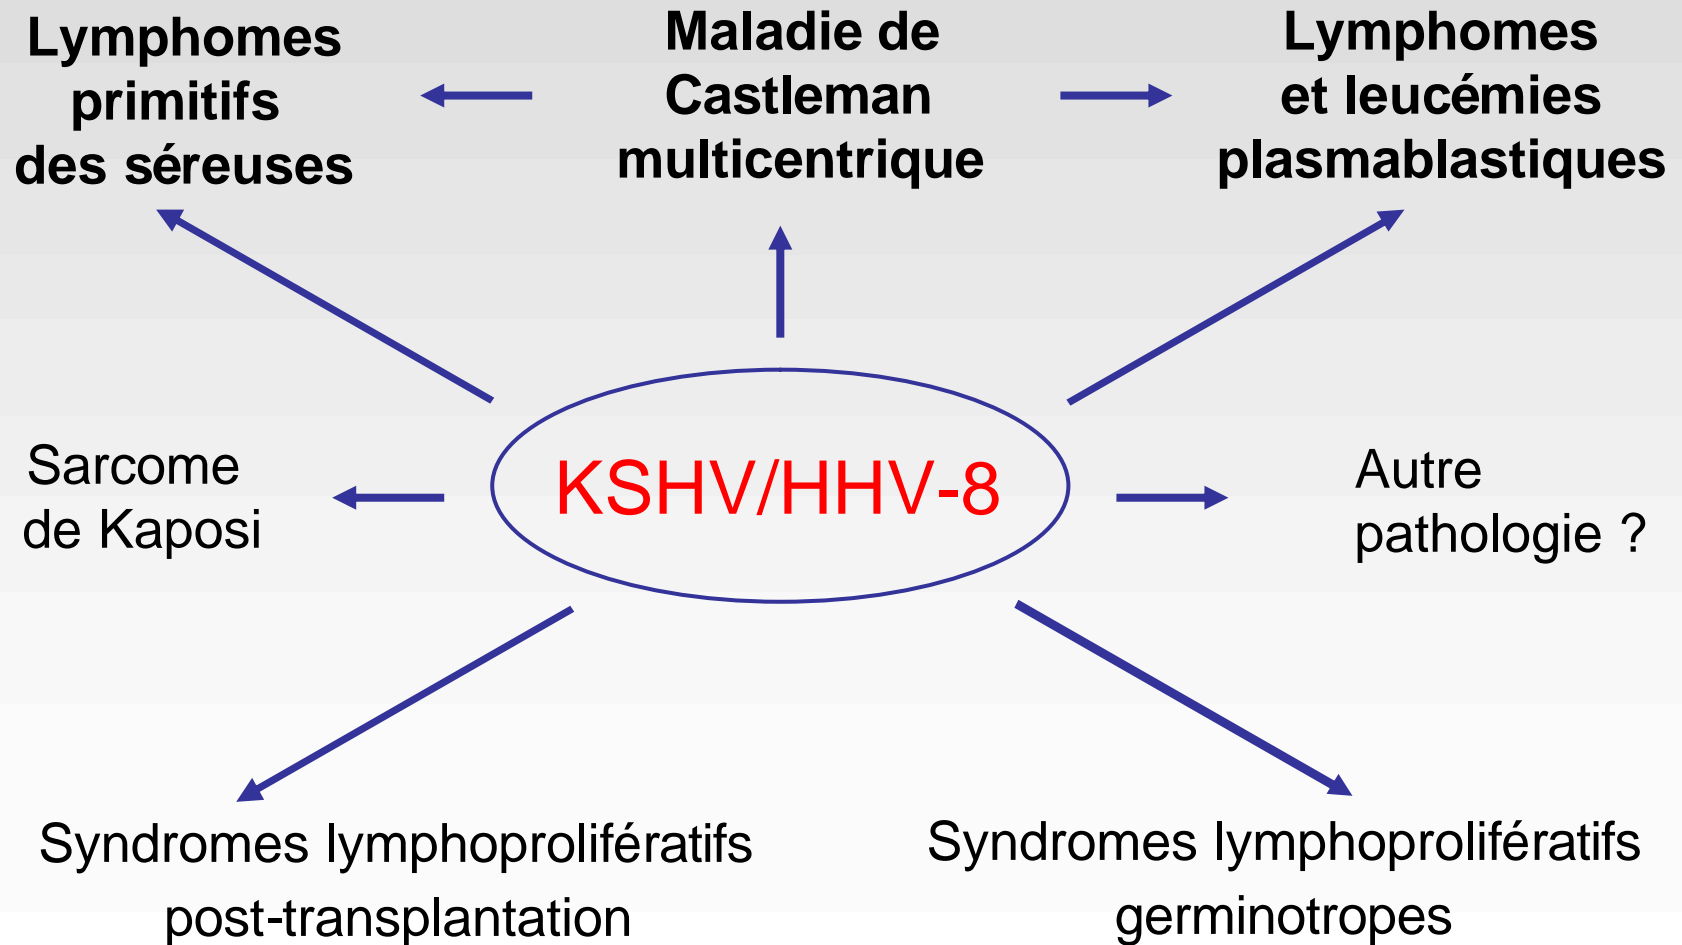 Lymphomes
primitifs
des séreuses
Maladie de
Castleman
multicentrique
Lymphomes
et leucémies
plasmablastiques
Sarcome
de Kaposi
KSHV/HHV-8
Autre
pathologie ?
Syndromes lymphoprolifératifs
post-transplantation
Syndromes lymphoprolifératifs
germinotropes